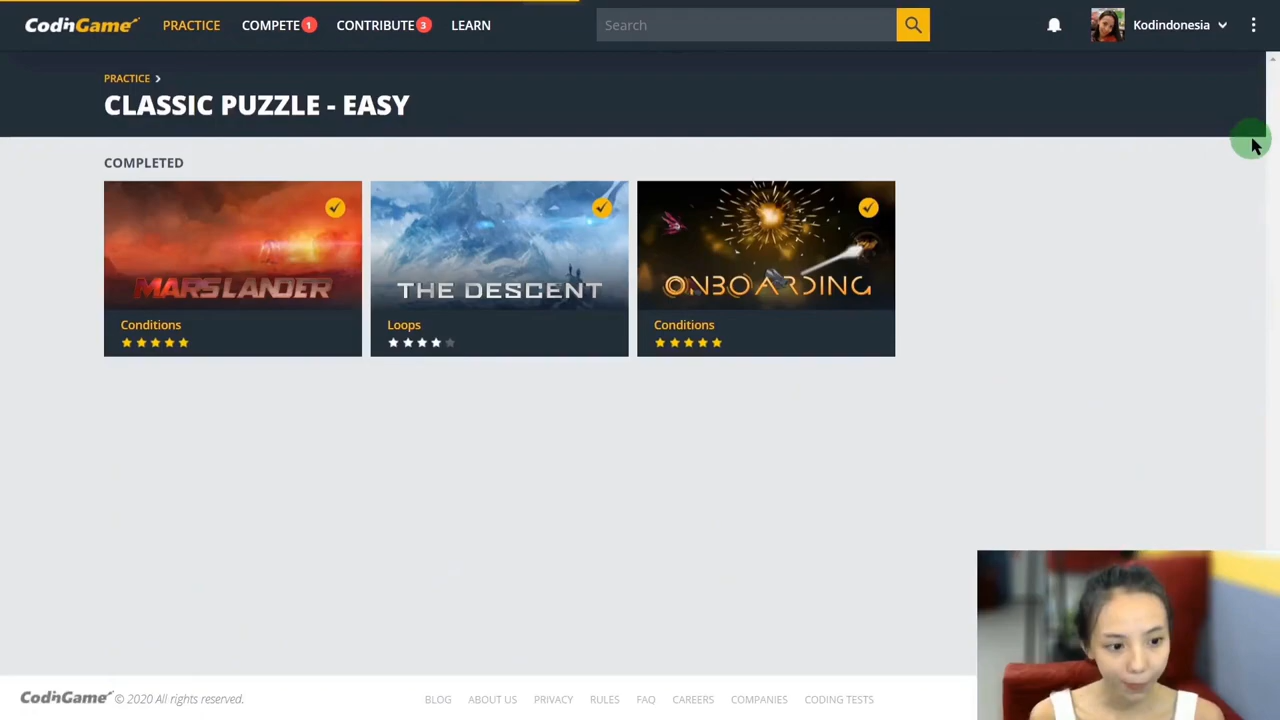 CODINGAME PRACTICE COMPETE 1 CONTRIBUTE 3 LEARN Search Kodindonesia
PRACTICE
CLASSIC PUZZLE - EASY
COMPLETED
MARS LANDER THE DESCENT ONBOARDING
Conditions Loops Conditions
CODINGAME © 2020 All rights reserved. BLOG ABOUT US PRIVACY RULES FAQ CAREERS COMPANIES CODING TESTS